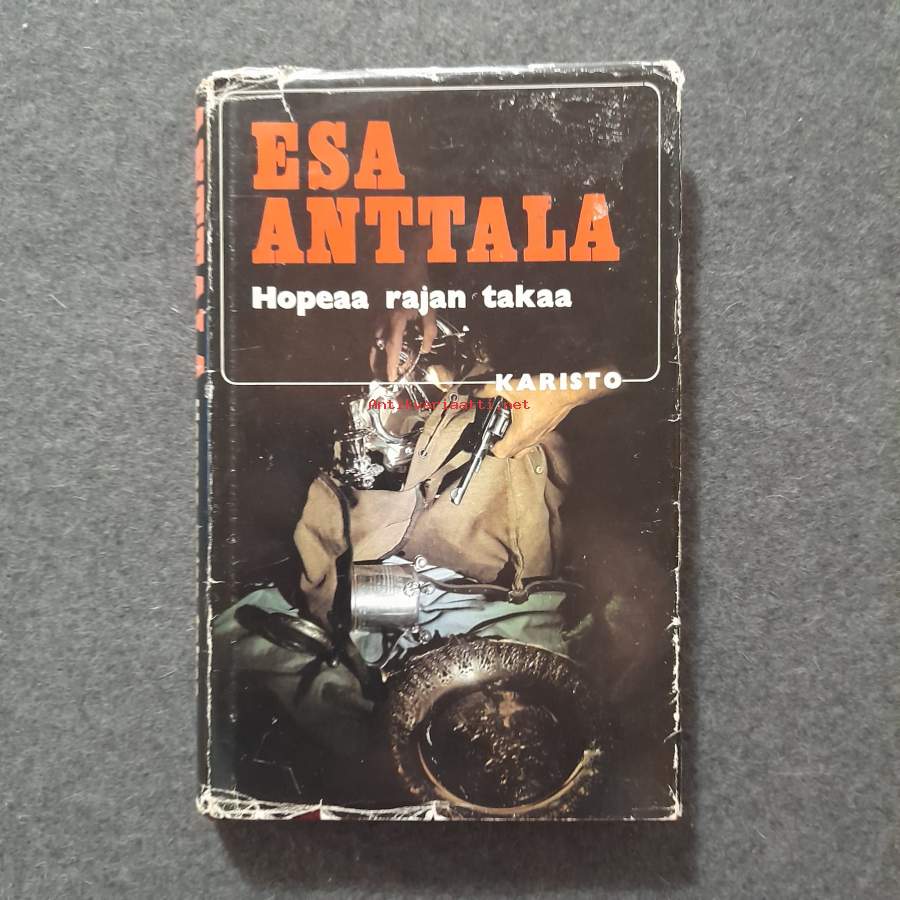 ESA
ANTTALA
Hopeaa rajan takaa
KARISTO
Antikvariaatti.net